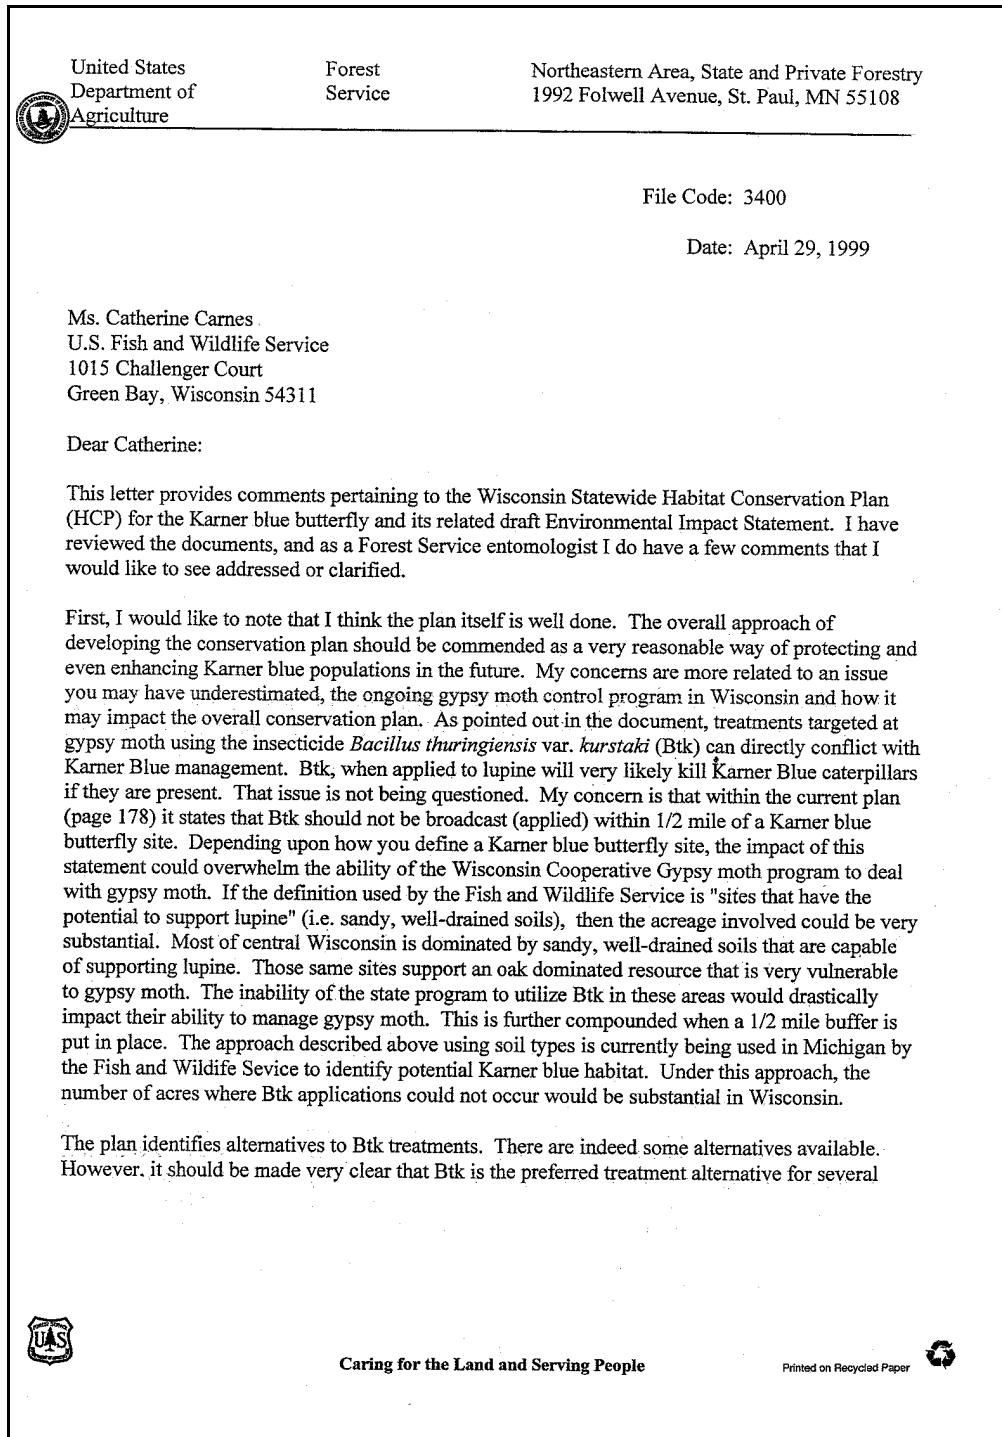 United States
Department of
Agriculture
Forest
Service
Northeastern Area, State and Private Forestry
1992 Folwell Avenue, St. Paul, MN 55108
File Code: 3400
Date: April 29, 1999
Ms. Catherine Carnes
U.S. Fish and Wildlife Service
1015 Challenger Court
Green Bay, Wisconsin 54311
Dear Catherine:
This letter provides comments pertaining to the Wisconsin Statewide Habitat Conservation Plan
(HCP) for the Karner blue butterfly and its related draft Environmental Impact Statement. I have
reviewed the documents, and as a Forest Service entomologist I do have a few comments that I
would like to see addressed or clarified.
First, I would like to note that I think the plan itself is well done. The overall approach of
developing the conservation plan should be commended as a very reasonable way of protecting and
even enhancing Karner blue populations in the future. My concerns are more related to an issue
you may have underestimated, the ongoing gypsy moth control program in Wisconsin and how it
may impact the overall conservation plan. As pointed out in the document, treatments targeted at
gypsy moth using the insecticide Bacillus thuringiensis var. kurstaki (Btk) can directly conflict with
Karner Blue management. Btk, when applied to lupine will very likely kill Karner Blue caterpillars
if they are present. That issue is not being questioned. My concern is that within the current plan
(page 178) it states that Btk should not be broadcast (applied) within 1/2 mile of a Karner blue
butterfly site. Depending upon how you define a Karner blue butterfly site, the impact of this
statement could overwhelm the ability of the Wisconsin Cooperative Gypsy moth program to deal
with gypsy moth. If the definition used by the Fish and Wildlife Service is "sites that have the
potential to support lupine" (i.e. sandy, well-drained soils), then the acreage involved could be very
substantial. Most of central Wisconsin is dominated by sandy, well-drained soils that are capable
of supporting lupine. Those same sites support an oak dominated resource that is very vulnerable
to gypsy moth. The inability of the state program to utilize Btk in these areas would drastically
impact their ability to manage gypsy moth. This is further compounded when a 1/2 mile buffer is
put in place. The approach described above using soil types is currently being used in Michigan by
the Fish and Wildife Sevice to identify potential Karner blue habitat. Under this approach, the
number of acres where Btk applications could not occur would be substantial in Wisconsin.
The plan identifies alternatives to Btk treatments. There are indeed some alternatives available.
However, it should be made very clear that Btk is the preferred treatment alternative for several
UAS
Caring for the Land and Serving People
Printed on Recycled Paper